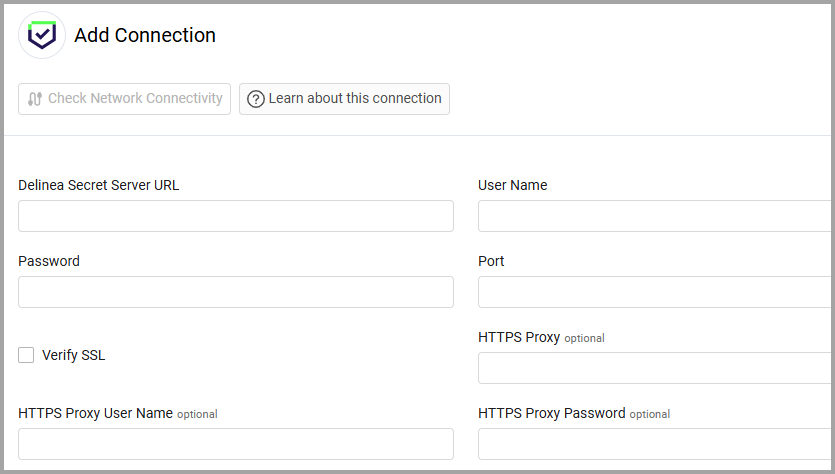 Add Connection
Check Network Connectivity
Learn about this connection
Delinea Secret Server URL
User Name
Password
Port
Verify SSL
HTTPS Proxy optional
HTTPS Proxy User Name optional
HTTPS Proxy Password optional